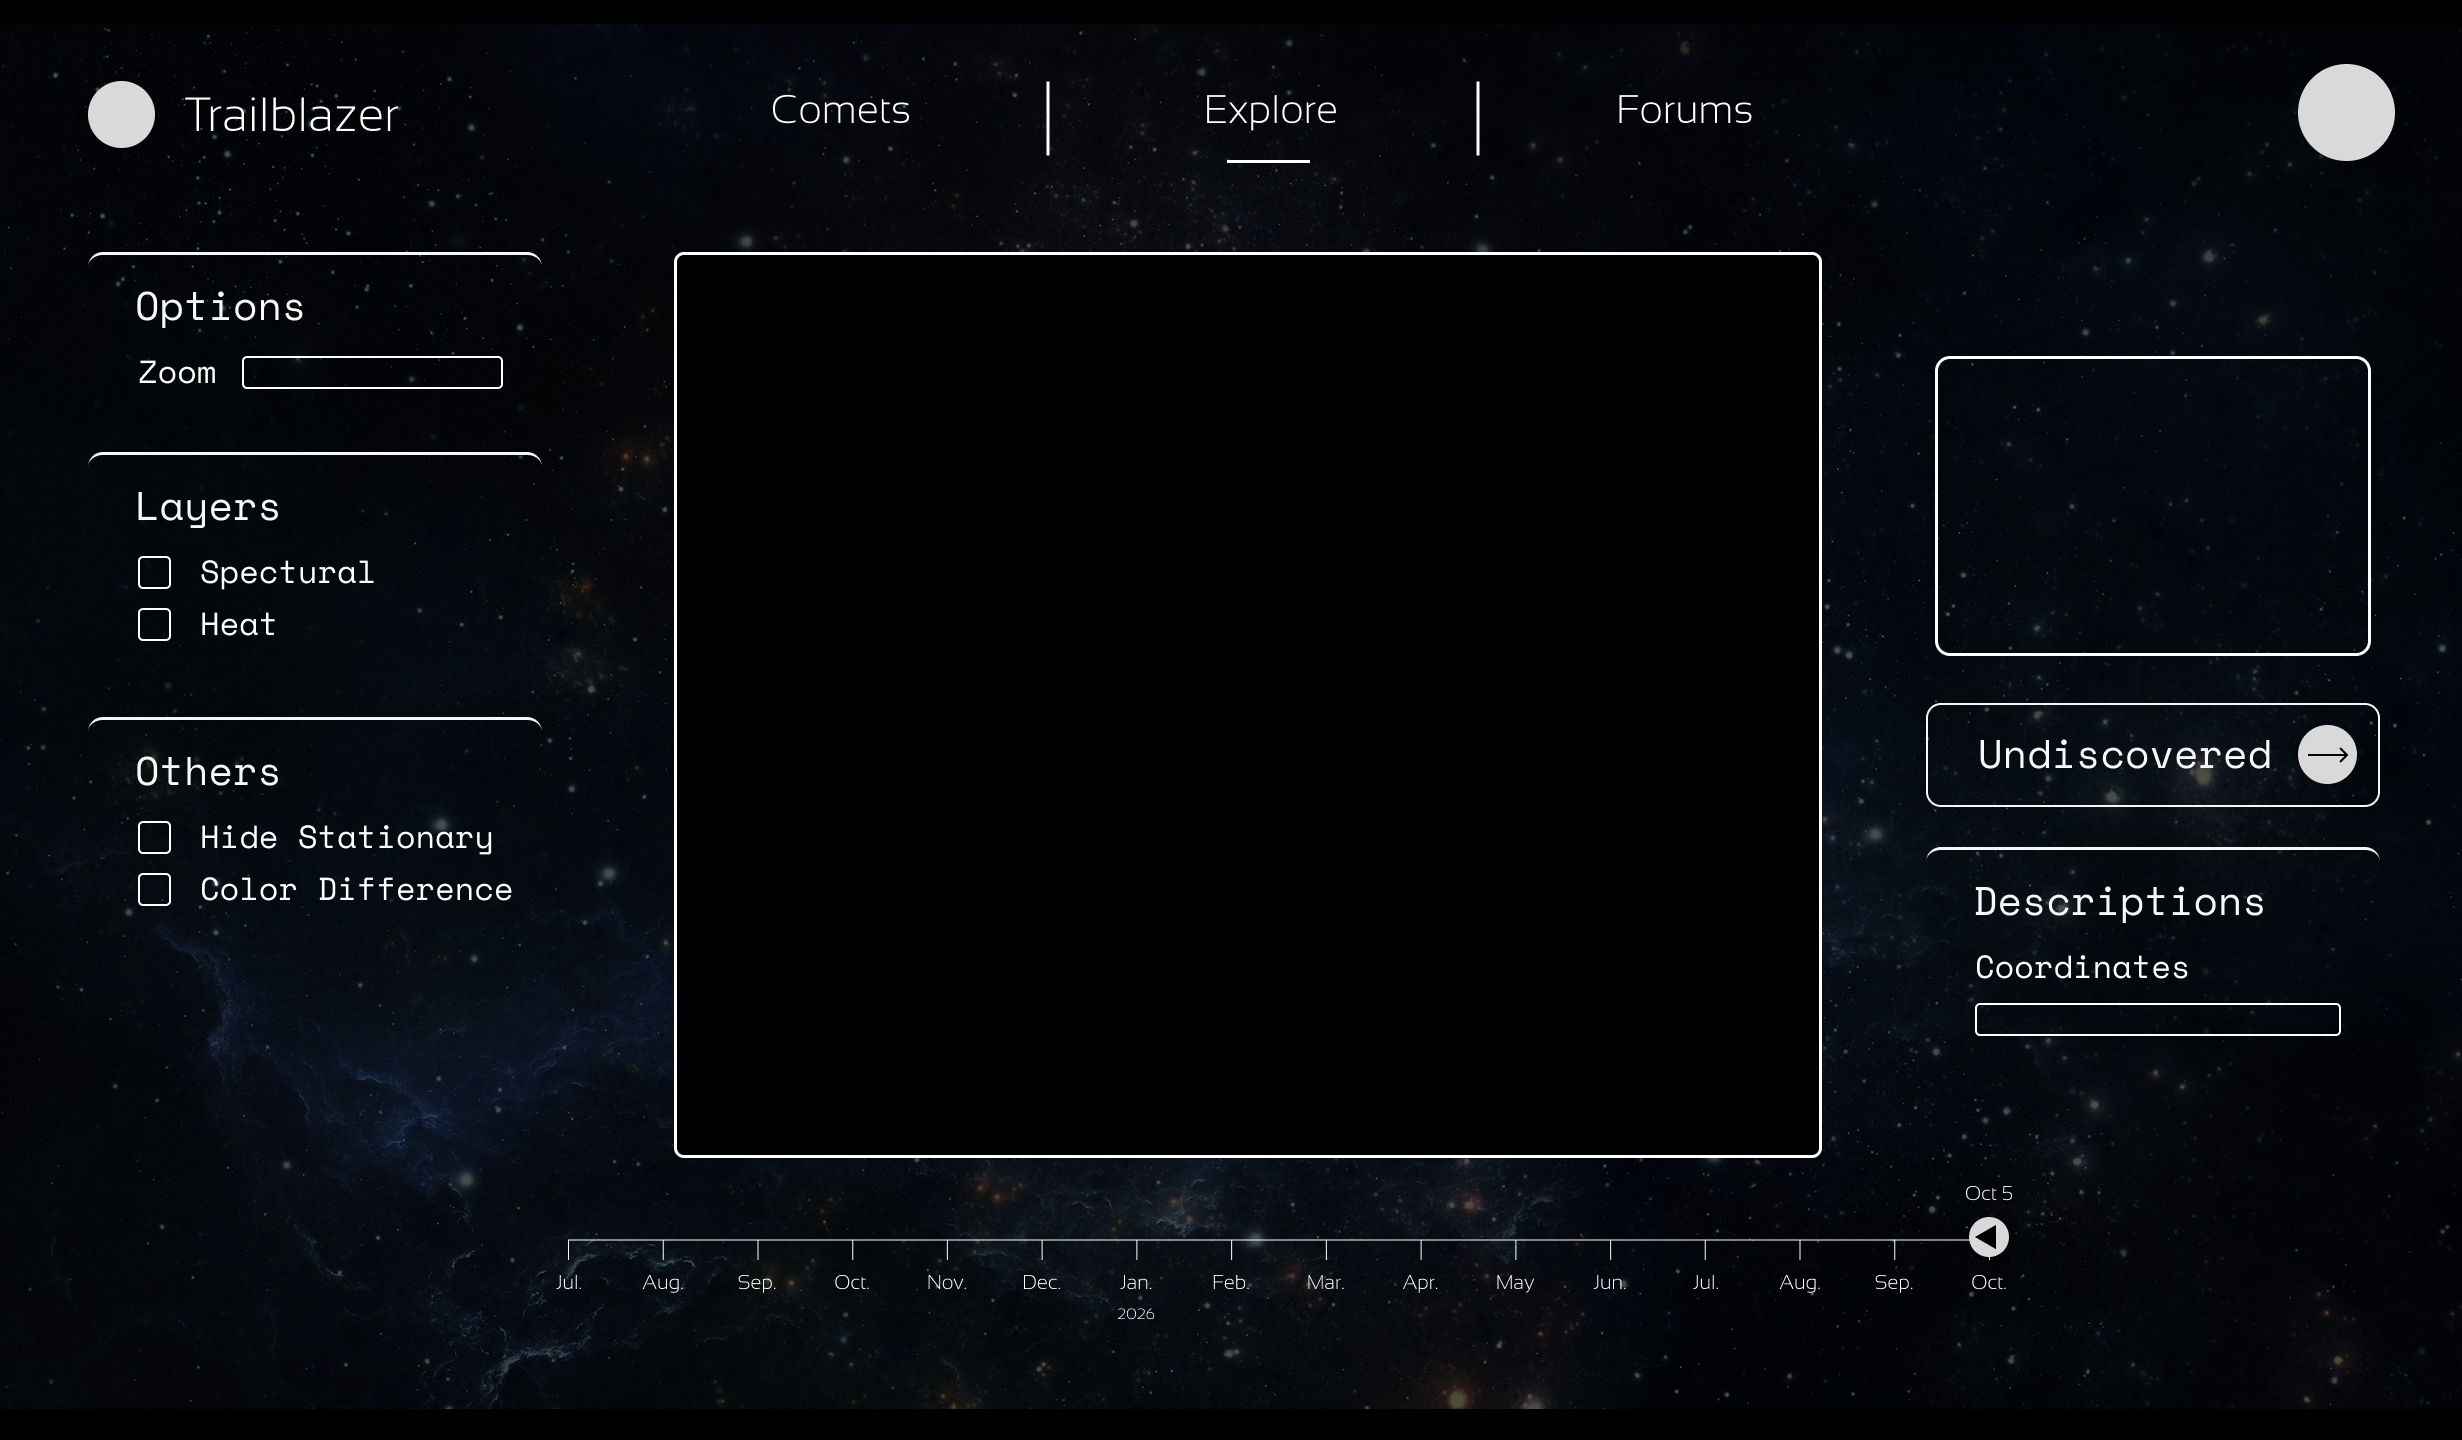 Trailblazer
Comets
Explore
Forums
Options
Zoom
Layers
Spectural
Heat
Others
Hide Stationary
Color Difference
Undiscovered
Descriptions
Coordinates
Oct 5
Jul. Aug. Sep. Oct. Nov. Dec. Jan. Feb. Mar. Apr. May Jun. Jul. Aug. Sep. Oct.
2026